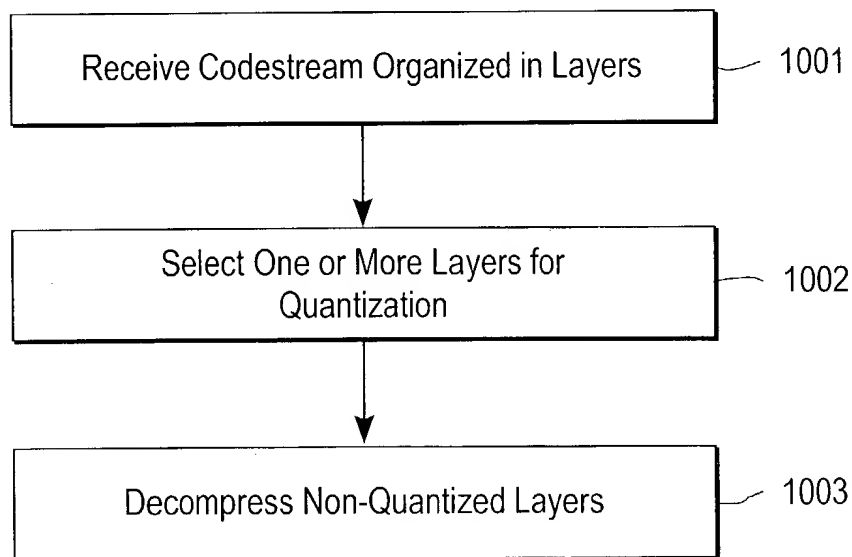 Receive Codestream Organized in Layers
1001
Select One or More Layers for
Quantization
1002
Decompress Non-Quantized Layers
1003